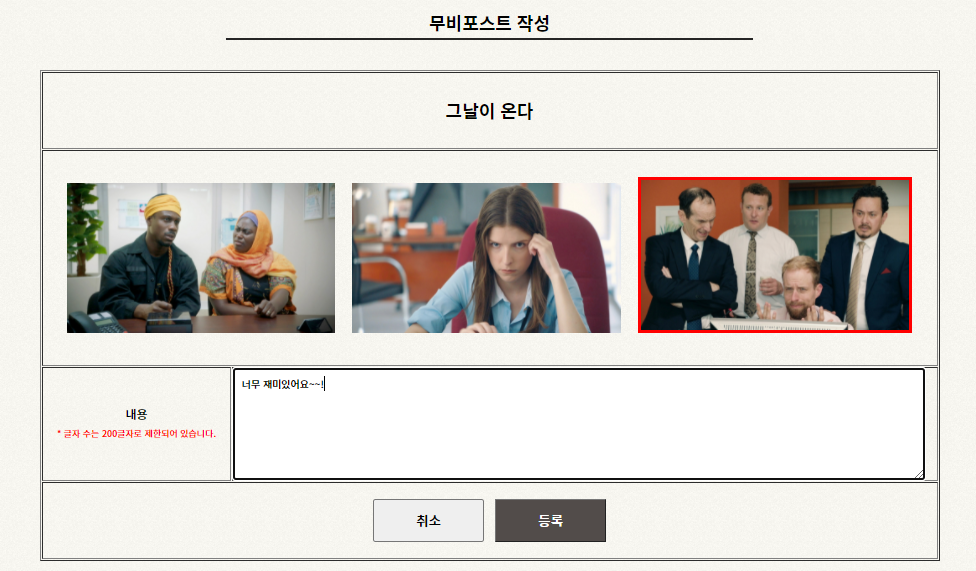 무비포스트 작성
그날이 온다
너무 재미있어요~~!
내용
* 글자 수는 200글자로 제한되어 있습니다.
취소
등록